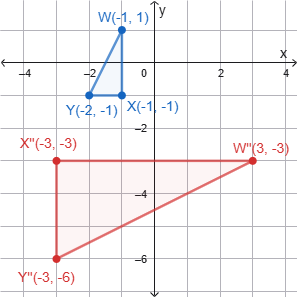 W(-1, 1)
y
x
-4
-2
0
2
4
Y(-2, -1)
X(-1, -1)
-2
X"(-3, -3)
W"(3, -3)
-4
-6
Y"(-3, -6)